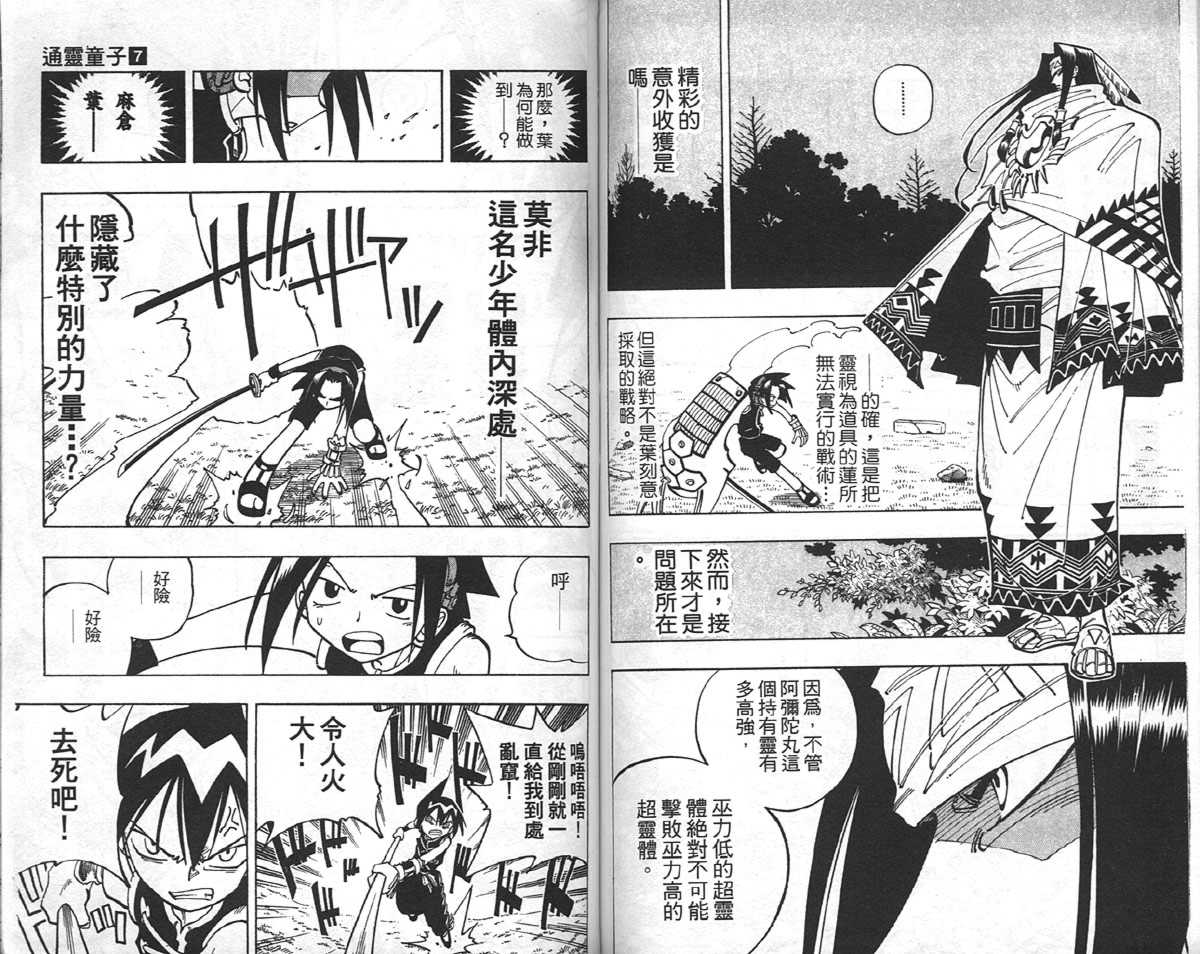 ⋯⋯⋯
精彩的
意外收獲是
嗎——
——的確，這是把
靈視為道具的蓮所
無法實行的戰術…
但這絕對不是葉刻意
採取的戰略。
然而，接
下來才是
問題所在
。
因為，不管
阿彌陀丸這
個持有靈有
多高強，
巫力低的超靈
體絕對不可能
擊敗巫力高的
超靈體。
通靈童子7
那麼，葉
為何能做
到——？
麻倉
葉——
莫非
這名少年體內深處——
隱藏了
什麼特別的力量…？
呼
——好險
——好險
嗚唔唔唔！
從剛剛就一
直給我到處
亂竄！
令人火
大！
去死吧！